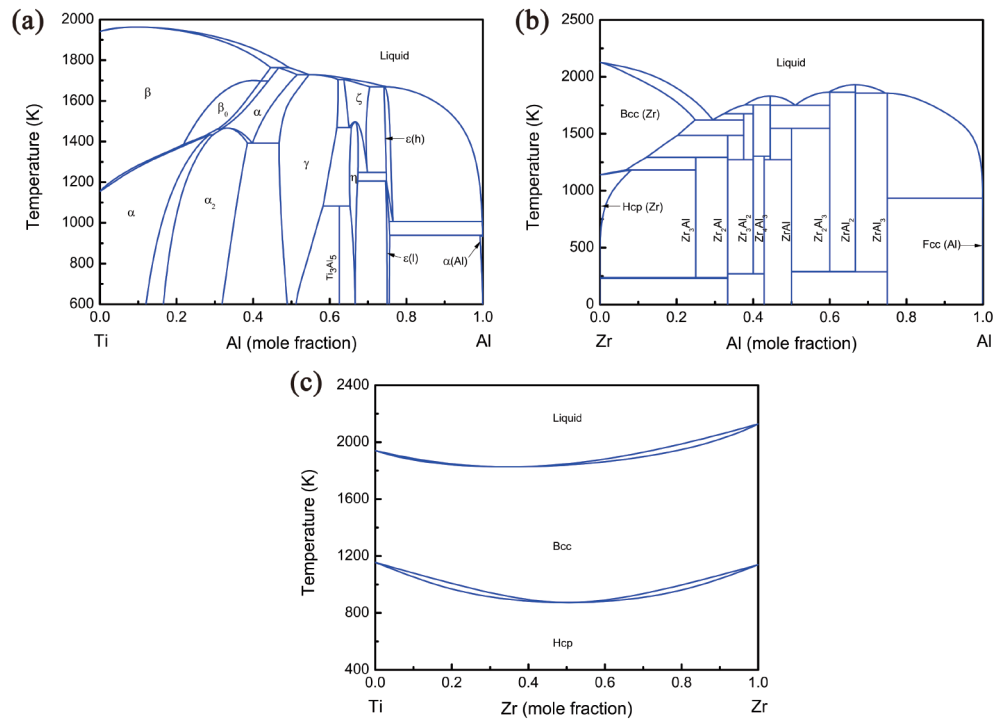 (a)
2000
1800
1600
1400
1200
1000
800
600
Temperature (K)
Liquid
β
β₀
α
ζ
ε(h)
γ
η
α
α₂
Ti₃Al₅
ε(l)
α(Al)
0.0 0.2 0.4 0.6 0.8 1.0
Ti Al (mole fraction) Al
(b)
2500
2000
1500
1000
500
0
Temperature (K)
Liquid
Bcc (Zr)
Hcp (Zr)
Zr₃Al
Zr₂Al
Zr₃Al₂
Zr₄Al₃
ZrAl
Zr₂Al₃
ZrAl₂
ZrAl₃
Fcc (Al)
0.0 0.2 0.4 0.6 0.8 1.0
Zr Al (mole fraction) Al
(c)
2400
2000
1600
1200
800
400
Temperature (K)
Liquid
Bcc
Hcp
0.0 0.2 0.4 0.6 0.8 1.0
Ti Zr (mole fraction) Zr